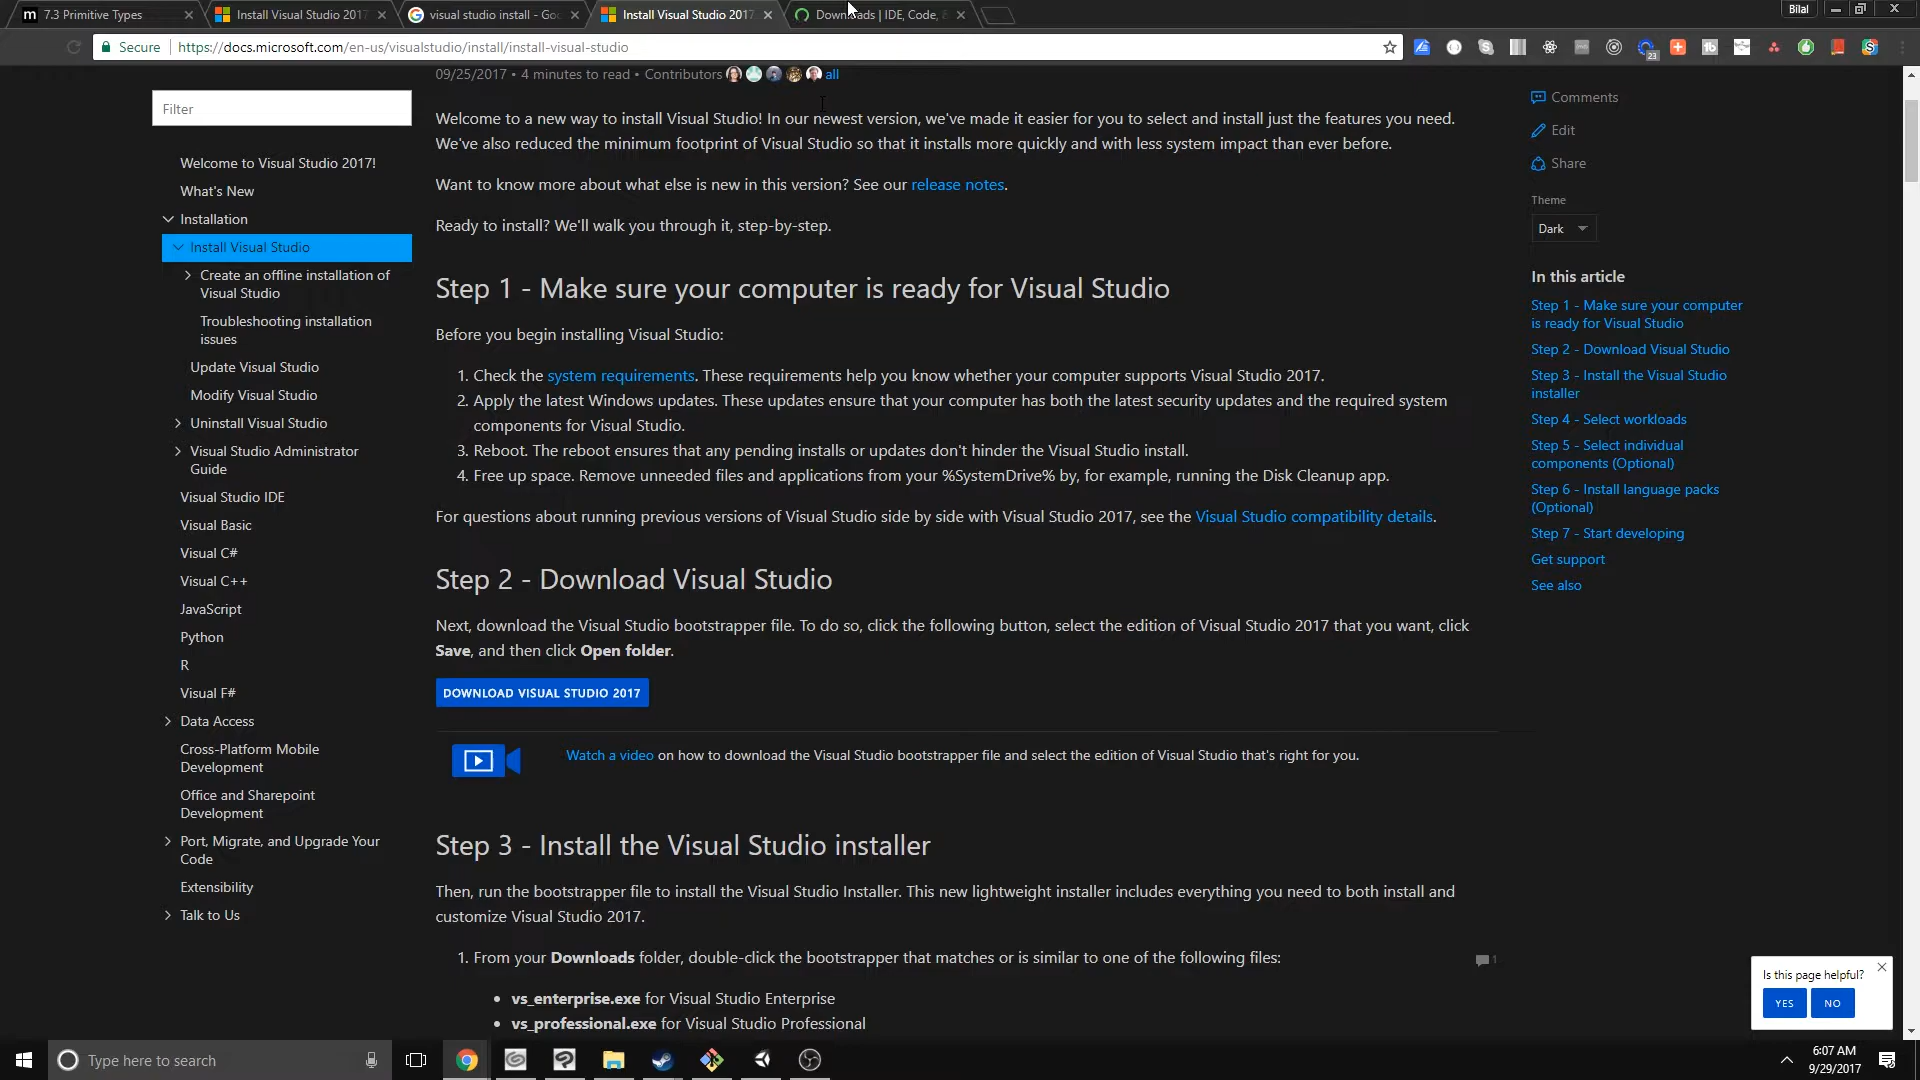 7.3 Primitive Types
Install Visual Studio 2017
visual studio install - Goo
Install Visual Studio 2017
Downloads | IDE, Code, &
Bilal
Secure
https://docs.microsoft.com/en-us/visualstudio/install/install-visual-studio
23
09/25/2017 • 4 minutes to read • Contributors all
Filter
Welcome to Visual Studio 2017!
What's New
Installation
Install Visual Studio
Create an offline installation of
Visual Studio
Troubleshooting installation
issues
Update Visual Studio
Modify Visual Studio
Uninstall Visual Studio
Visual Studio Administrator
Guide
Visual Studio IDE
Visual Basic
Visual C#
Visual C++
JavaScript
Python
R
Visual F#
Data Access
Cross-Platform Mobile
Development
Office and Sharepoint
Development
Port, Migrate, and Upgrade Your
Code
Extensibility
Talk to Us
Welcome to a new way to install Visual Studio! In our newest version, we've made it easier for you to select and install just the features you need.
We've also reduced the minimum footprint of Visual Studio so that it installs more quickly and with less system impact than ever before.
Want to know more about what else is new in this version? See our release notes.
Ready to install? We'll walk you through it, step-by-step.
Step 1 - Make sure your computer is ready for Visual Studio
Before you begin installing Visual Studio:
1. Check the system requirements. These requirements help you know whether your computer supports Visual Studio 2017.
2. Apply the latest Windows updates. These updates ensure that your computer has both the latest security updates and the required system
components for Visual Studio.
3. Reboot. The reboot ensures that any pending installs or updates don't hinder the Visual Studio install.
4. Free up space. Remove unneeded files and applications from your %SystemDrive% by, for example, running the Disk Cleanup app.
For questions about running previous versions of Visual Studio side by side with Visual Studio 2017, see the Visual Studio compatibility details.
Step 2 - Download Visual Studio
Next, download the Visual Studio bootstrapper file. To do so, click the following button, select the edition of Visual Studio 2017 that you want, click
Save, and then click Open folder.
DOWNLOAD VISUAL STUDIO 2017
Watch a video on how to download the Visual Studio bootstrapper file and select the edition of Visual Studio that's right for you.
Step 3 - Install the Visual Studio installer
Then, run the bootstrapper file to install the Visual Studio Installer. This new lightweight installer includes everything you need to both install and
customize Visual Studio 2017.
1. From your Downloads folder, double-click the bootstrapper that matches or is similar to one of the following files:
1
• vs_enterprise.exe for Visual Studio Enterprise
• vs_professional.exe for Visual Studio Professional
Comments
Edit
Share
Theme
Dark
In this article
Step 1 - Make sure your computer
is ready for Visual Studio
Step 2 - Download Visual Studio
Step 3 - Install the Visual Studio
installer
Step 4 - Select workloads
Step 5 - Select individual
components (Optional)
Step 6 - Install language packs
(Optional)
Step 7 - Start developing
Get support
See also
Is this page helpful?
YES
NO
Type here to search
6:07 AM
9/29/2017